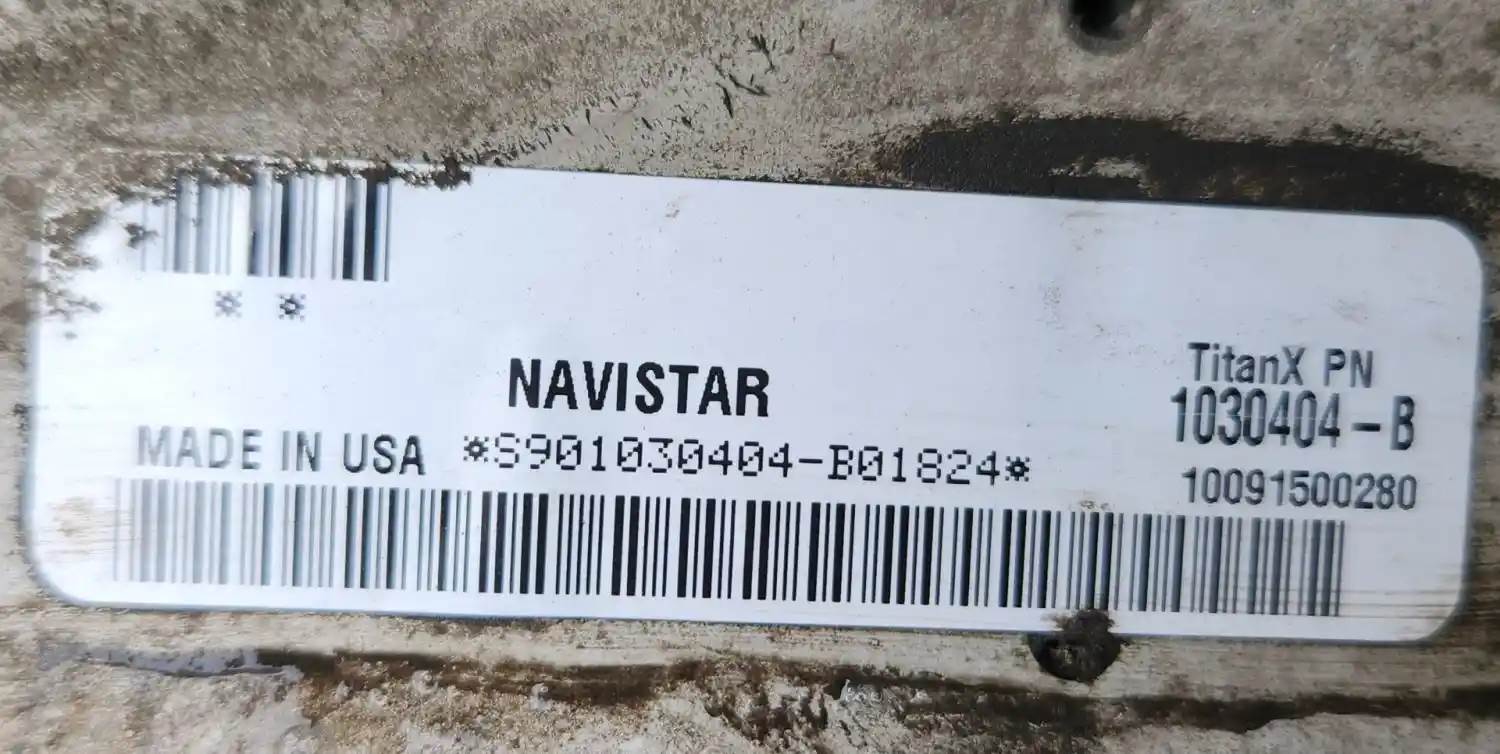 * *
NAVISTAR
TitanX PN
1030404-B
MADE IN USA *S901030404-B01824*
10091500280